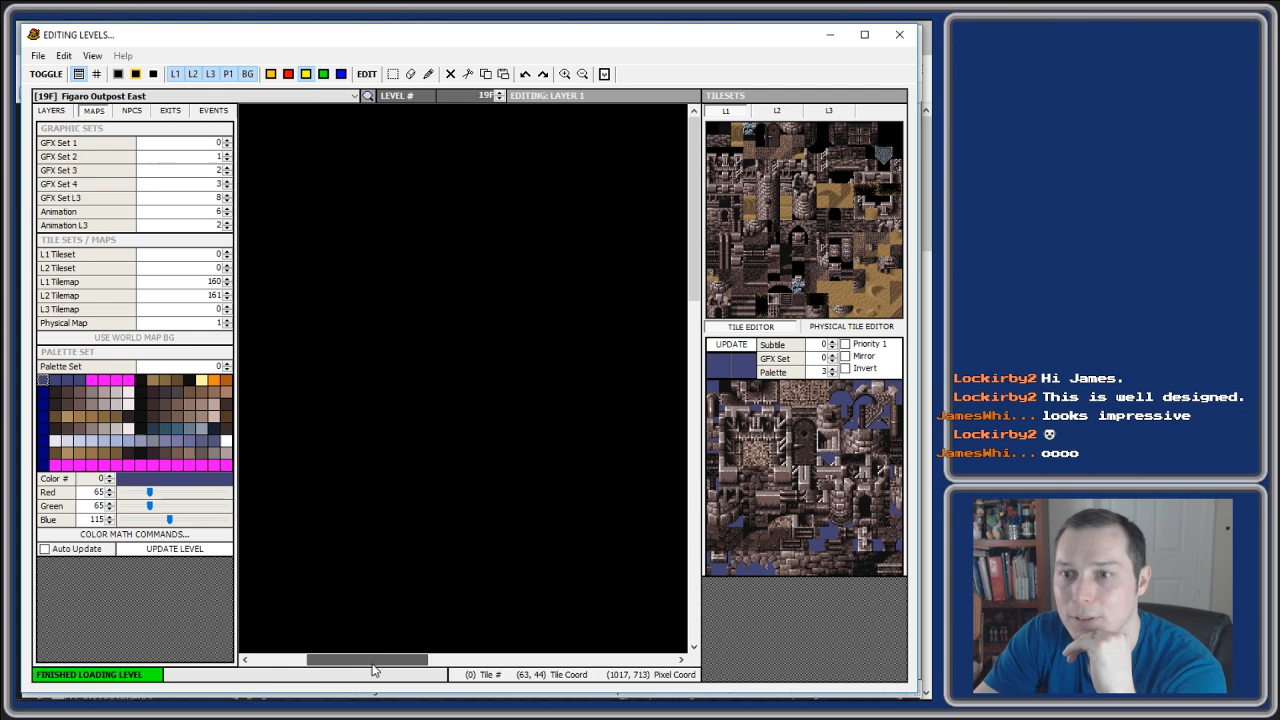 EDITING LEVELS...
File Edit View Help
TOGGLE L1 L2 L3 P1 BG EDIT
[19F] Figaro Outpost East LEVEL # 19F EDITING: LAYER 1 TILESETS
LAYERS MAPS NPCS EXITS EVENTS L1 L2 L3
GRAPHIC SETS
GFX Set 1 0
GFX Set 2 1
GFX Set 3 2
GFX Set 4 3
GFX Set L3 8
Animation 6
Animation L3 2
TILE SETS / MAPS
L1 Tileset 0
L2 Tileset 0
L1 Tilemap 160
L2 Tilemap 161
L3 Tilemap 0
Physical Map 1
USE WORLD MAP BG
PALETTE SET
Palette Set 0
Color # 0
Red 65
Green 65
Blue 115
COLOR MATH COMMANDS...
Auto Update UPDATE LEVEL
TILE EDITOR PHYSICAL TILE EDITOR
UPDATE Subtile 0 Priority 1
GFX Set 0 Mirror
Palette 3 Invert
FINISHED LOADING LEVEL (0) Tile # (63, 44) Tile Coord (1017, 713) Pixel Coord
Lockirby2 Hi James.
Lockirby2 This is well designed.
JamesWhi... looks impressive
Lockirby2
JamesWhi... oooo